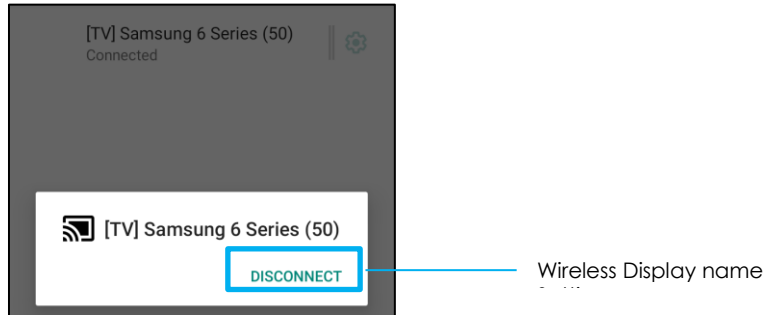 [TV] Samsung 6 Series (50)
Connected
[TV] Samsung 6 Series (50)
DISCONNECT
Wireless Display name